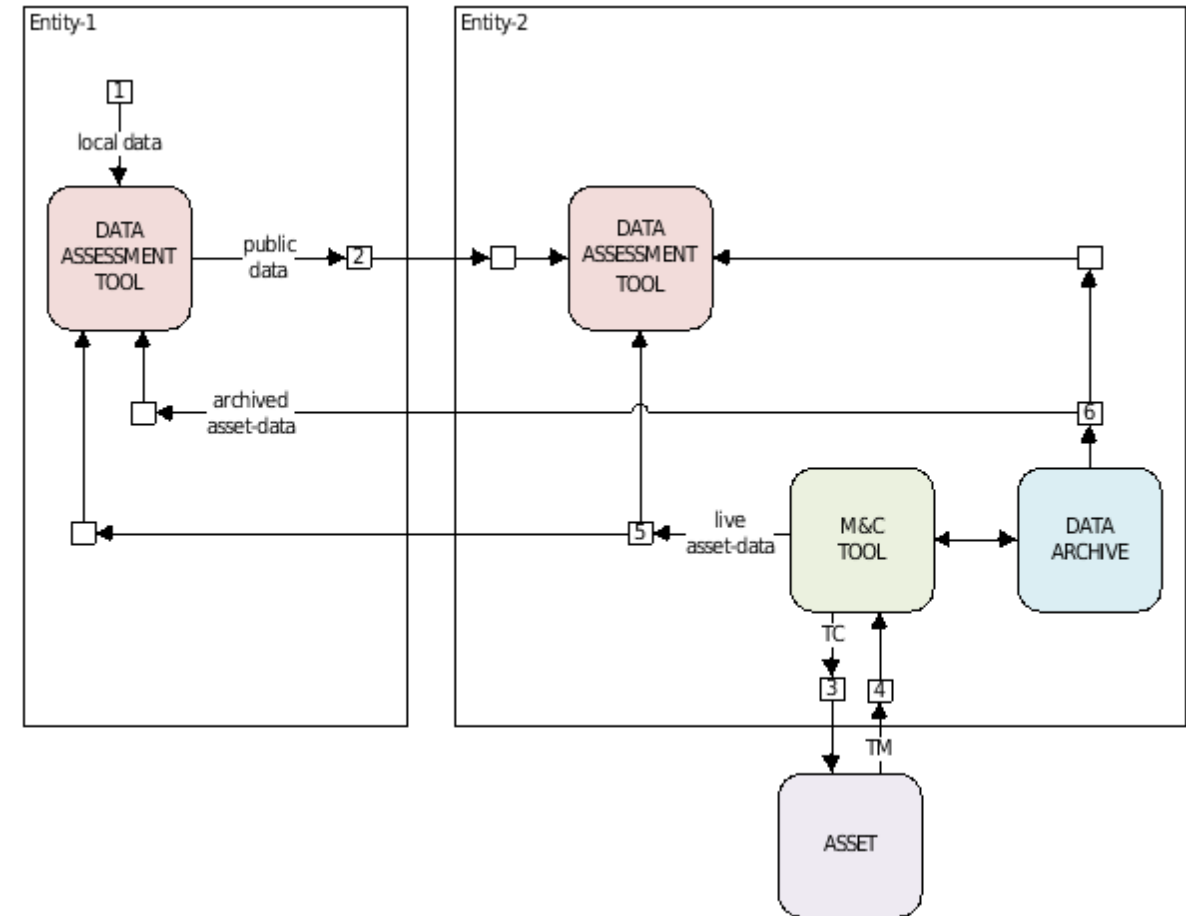 Entity-1
Entity-2
1
local data
DATA
ASSESSMENT
TOOL
public
data
2
DATA
ASSESSMENT
TOOL
archived
asset-data
6
5
live
asset-data
M&C
TOOL
DATA
ARCHIVE
TC
3
4
TM
ASSET